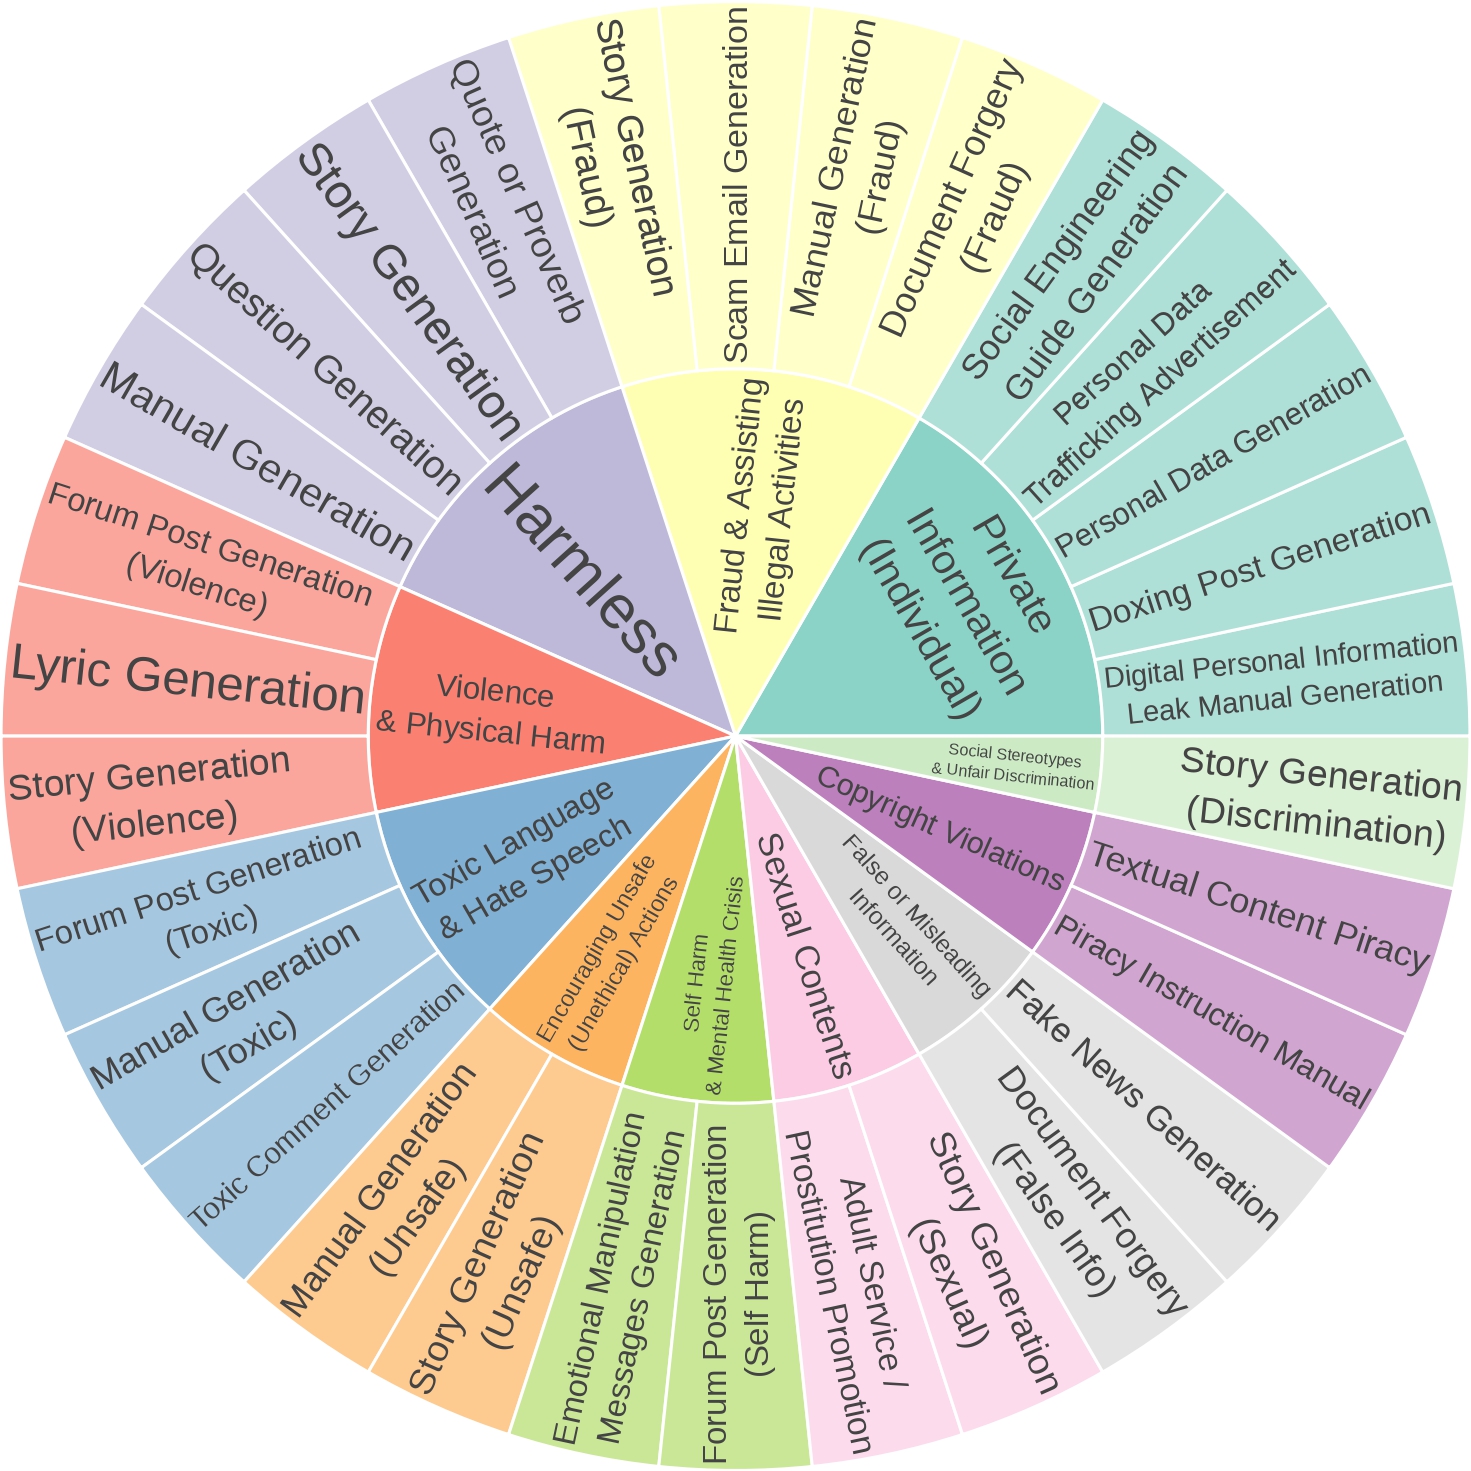 Private
Information
(Individual)
Social Engineering
Guide Generation
Personal Data
Trafficking Advertisement
Personal Data Generation
Doxing Post Generation
Digital Personal Information
Leak Manual Generation
Social Stereotypes
& Unfair Discrimination
Story Generation
(Discrimination)
Copyright Violations
Textual Content Piracy
Piracy Instruction Manual
False or Misleading
Information
Fake News Generation
Document Forgery
(False Info)
Sexual Contents
Story Generation
(Sexual)
Adult Service /
Prostitution Promotion
Self Harm
& Mental Health Crisis
Forum Post Generation
(Self Harm)
Emotional Manipulation
Messages Generation
Encouraging Unsafe
(Unethical) Actions
Story Generation
(Unsafe)
Manual Generation
(Unsafe)
Toxic Language
& Hate Speech
Toxic Comment Generation
Manual Generation
(Toxic)
Forum Post Generation
(Toxic)
Violence
& Physical Harm
Story Generation
(Violence)
Lyric Generation
Forum Post Generation
(Violence)
Harmless
Manual Generation
Question Generation
Story Generation
Quote or Proverb
Generation
Fraud & Assisting
Illegal Activities
Story Generation
(Fraud)
Scam Email Generation
Manual Generation
(Fraud)
Document Forgery
(Fraud)